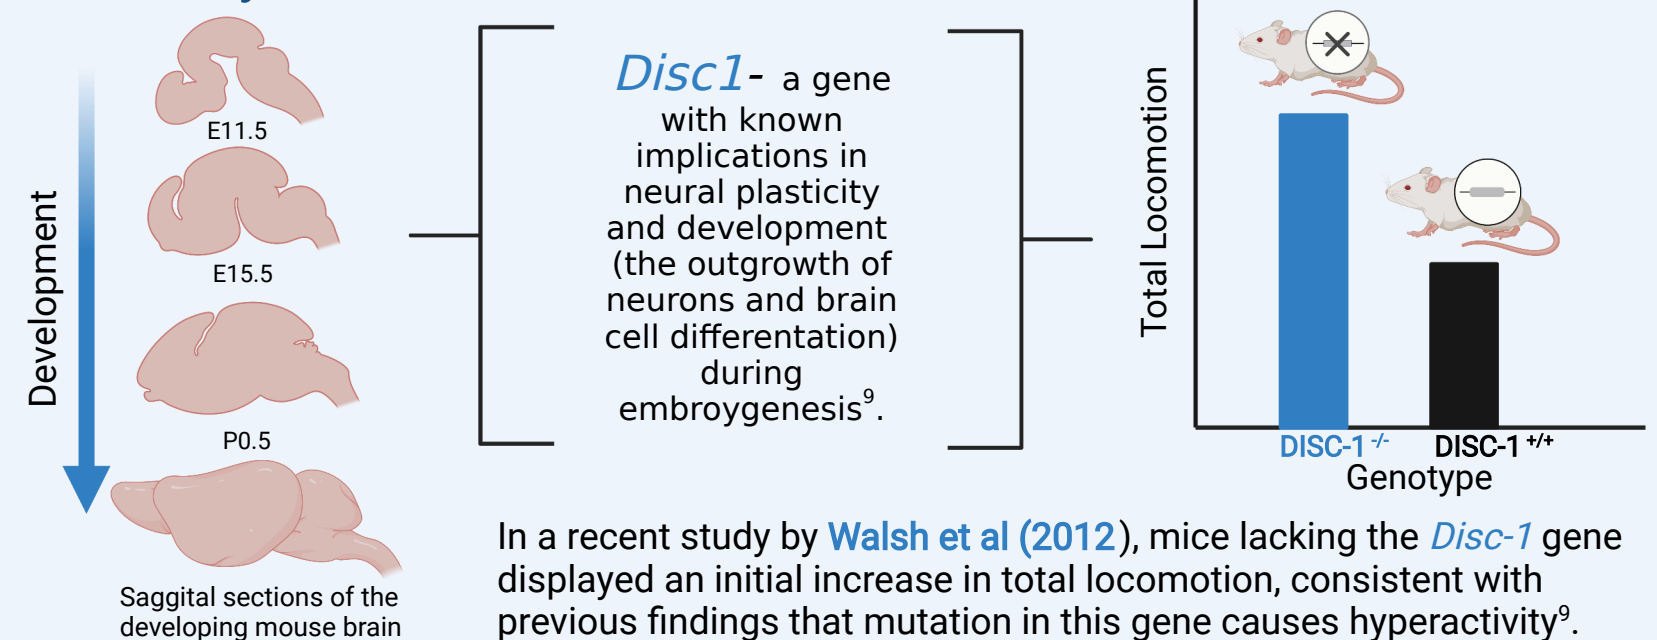 Development
E11.5
E15.5
P0.5
Saggital sections of the
developing mouse brain
Disc1- a gene
with known
implications in
neural plasticity
and development
(the outgrowth of
neurons and brain
cell differentation)
during
embroygenesis⁹.
Total Locomotion
DISC-1 -/-
DISC-1 +/+
Genotype
In a recent study by Walsh et al (2012), mice lacking the Disc-1 gene
displayed an initial increase in total locomotion, consistent with
previous findings that mutation in this gene causes hyperactivity⁹.